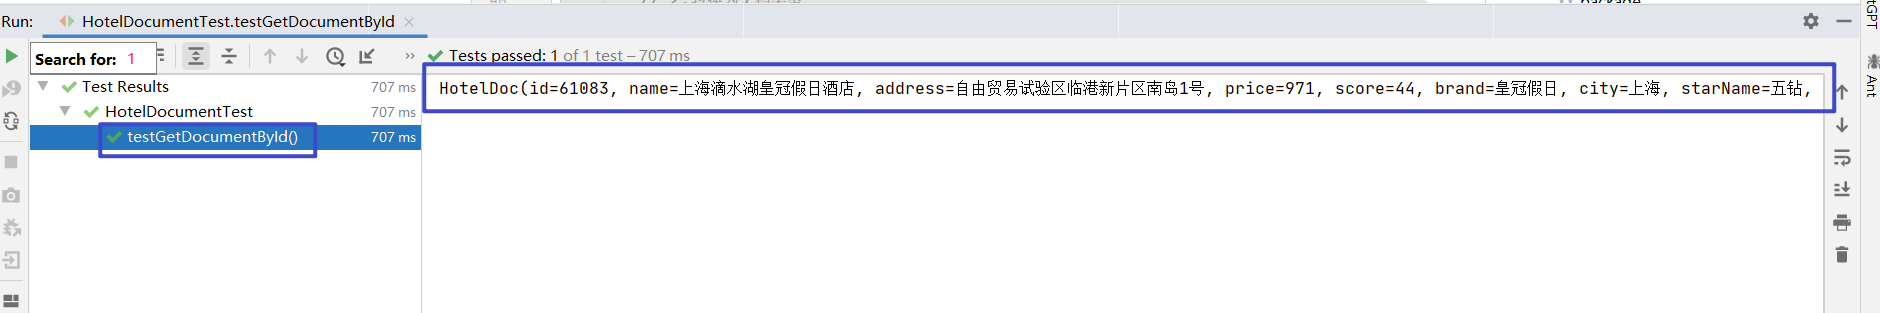 Run: HotelDocumentTest.testGetDocumentById
tGPT
Search for: 1
Tests passed: 1 of 1 test – 707 ms
Test Results 707 ms
HotelDoc(id=61083, name=上海滴水湖皇冠假日酒店, address=自由贸易试验区临港新片区南岛1号, price=971, score=44, brand=皇冠假日, city=上海, starName=五钻,
Ant
HotelDocumentTest 707 ms
testGetDocumentById() 707 ms